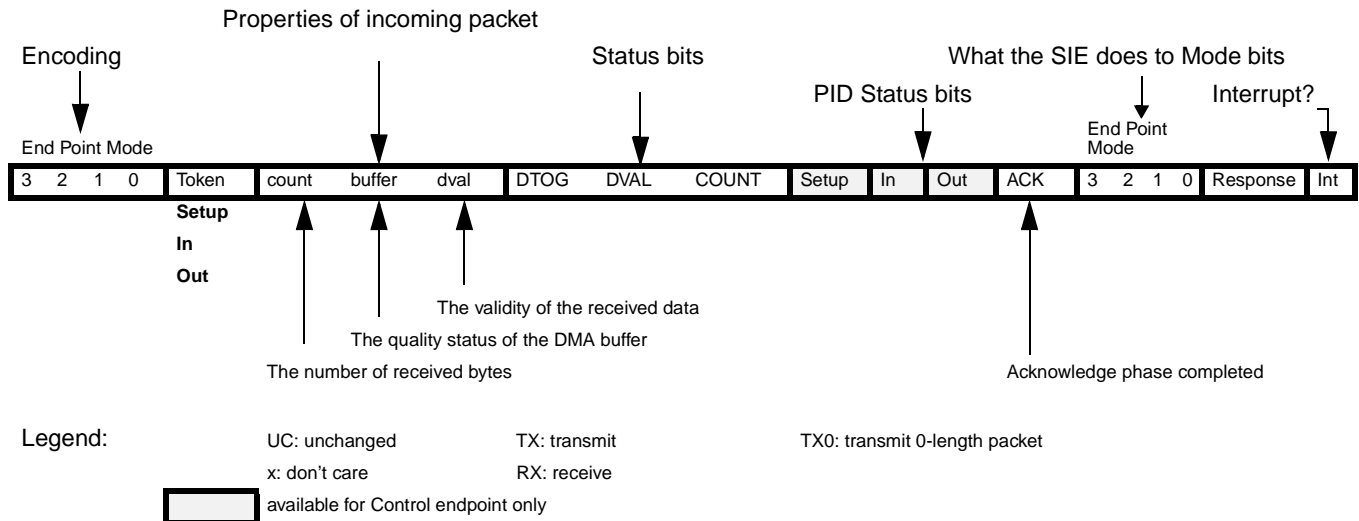 Properties of incoming packet
Encoding Status bits What the SIE does to Mode bits
PID Status bits Interrupt?
End Point Mode End Point
Mode
3 2 1 0 Token count buffer dval DTOG DVAL COUNT Setup In Out ACK 3 2 1 0 Response Int
Setup
In
Out
The validity of the received data
The quality status of the DMA buffer
The number of received bytes Acknowledge phase completed
Legend: UC: unchanged TX: transmit TX0: transmit 0-length packet
x: don't care RX: receive
available for Control endpoint only